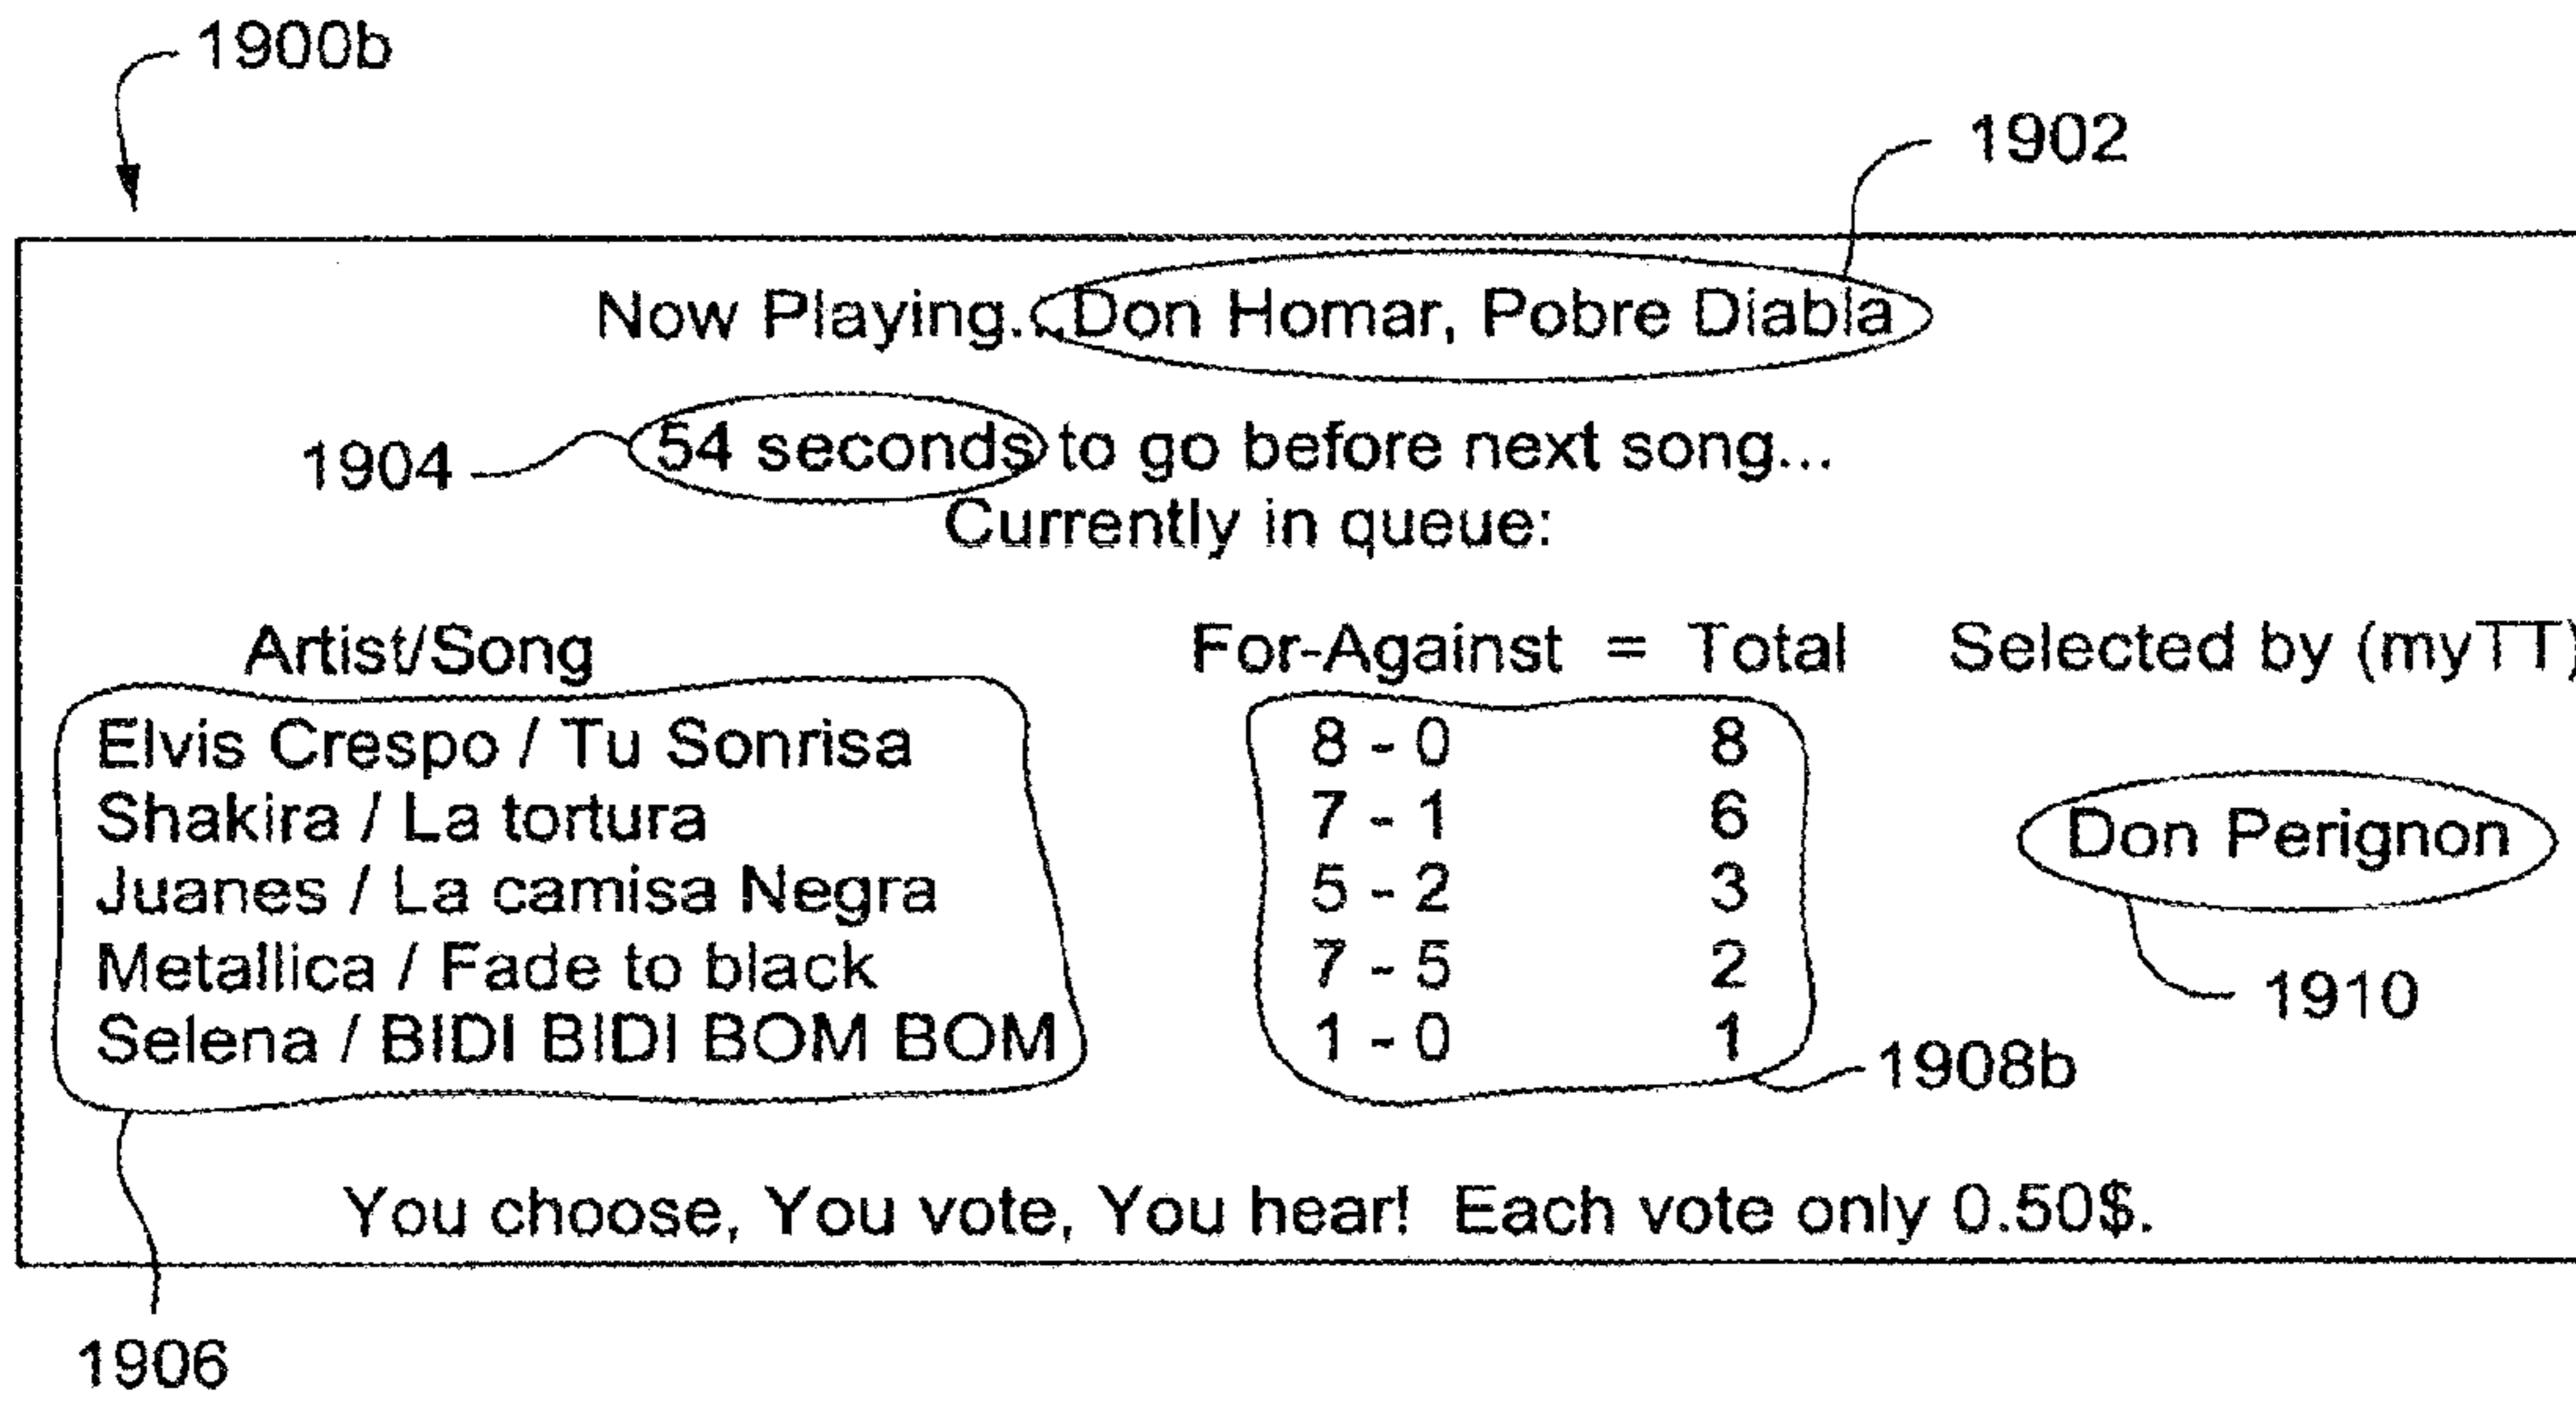 1900b
1902
Now Playing...Don Homar, Pobre Diabla
1904
54 seconds to go before next song...
Currently in queue:
Artist/Song For-Against = Total Selected by (myTT)
Elvis Crespo / Tu Sonrisa 8 - 0 8
Shakira / La tortura 7 - 1 6 Don Perignon
Juanes / La camisa Negra 5 - 2 3
Metallica / Fade to black 7 - 5 2
1910
Selena / BIDI BIDI BOM BOM 1 - 0 1
1908b
You choose, You vote, You hear! Each vote only 0.50$.
1906